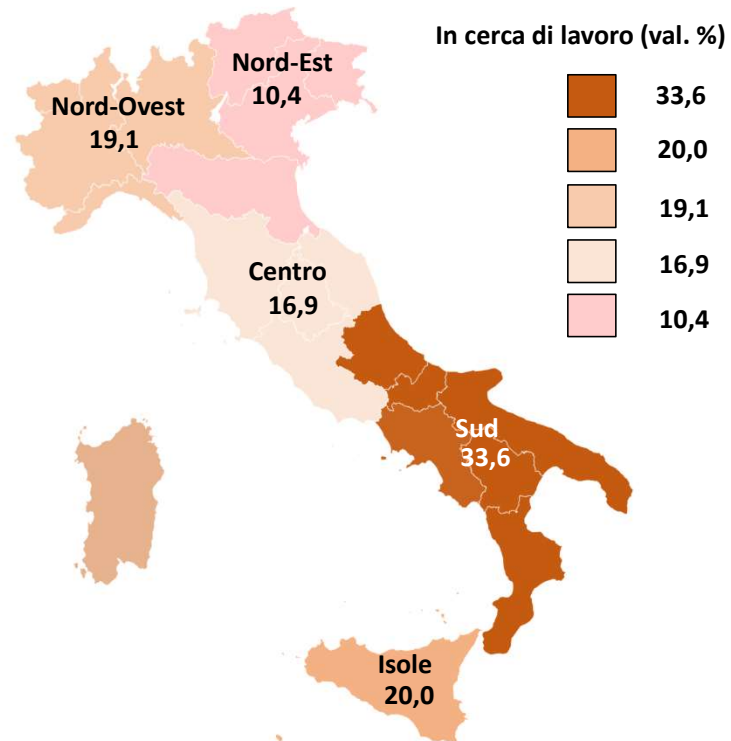 In cerca di lavoro (val. %)
33,6
20,0
19,1
16,9
10,4
Nord-Est
10,4
Nord-Ovest
19,1
Centro
16,9
Sud
33,6
Isole
20,0